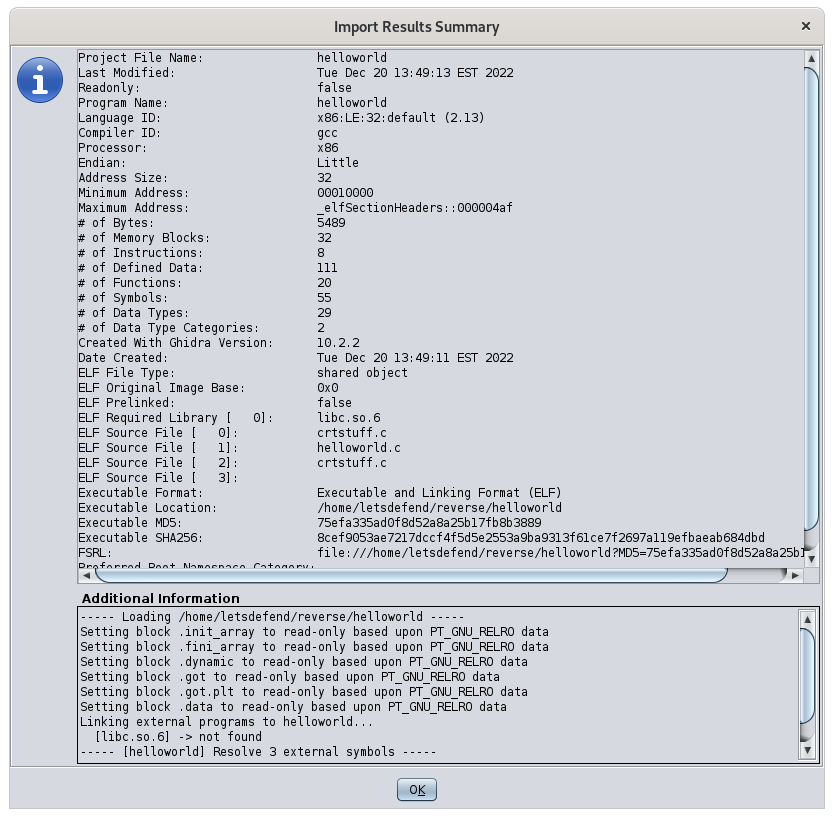 Import Results Summary
Project File Name: helloworld
Last Modified: Tue Dec 20 13:49:13 EST 2022
Readonly: false
Program Name: helloworld
Language ID: x86:LE:32:default (2.13)
Compiler ID: gcc
Processor: x86
Endian: Little
Address Size: 32
Minimum Address: 00010000
Maximum Address: _elfSectionHeaders::000004af
# of Bytes: 5489
# of Memory Blocks: 32
# of Instructions: 8
# of Defined Data: 111
# of Functions: 20
# of Symbols: 55
# of Data Types: 29
# of Data Type Categories: 2
Created With Ghidra Version: 10.2.2
Date Created: Tue Dec 20 13:49:11 EST 2022
ELF File Type: shared object
ELF Original Image Base: 0x0
ELF Prelinked: false
ELF Required Library [   0]: libc.so.6
ELF Source File [   0]: crtstuff.c
ELF Source File [   1]: helloworld.c
ELF Source File [   2]: crtstuff.c
ELF Source File [   3]:
Executable Format: Executable and Linking Format (ELF)
Executable Location: /home/letsdefend/reverse/helloworld
Executable MD5: 75efa335ad0f8d52a8a25b17fb8b3889
Executable SHA256: 8cef9053ae7217dccf4f5d5e2553a9ba9313f61ce7f2697a119efbaeab684dbd
FSRL: file:///home/letsdefend/reverse/helloworld?MD5=75efa335ad0f8d52a8a25b1
Preferred Root Namespace Category:
Additional Information
----- Loading /home/letsdefend/reverse/helloworld -----
Setting block .init_array to read-only based upon PT_GNU_RELRO data
Setting block .fini_array to read-only based upon PT_GNU_RELRO data
Setting block .dynamic to read-only based upon PT_GNU_RELRO data
Setting block .got to read-only based upon PT_GNU_RELRO data
Setting block .got.plt to read-only based upon PT_GNU_RELRO data
Setting block .data to read-only based upon PT_GNU_RELRO data
Linking external programs to helloworld...
[libc.so.6] -> not found
----- [helloworld] Resolve 3 external symbols -----
OK